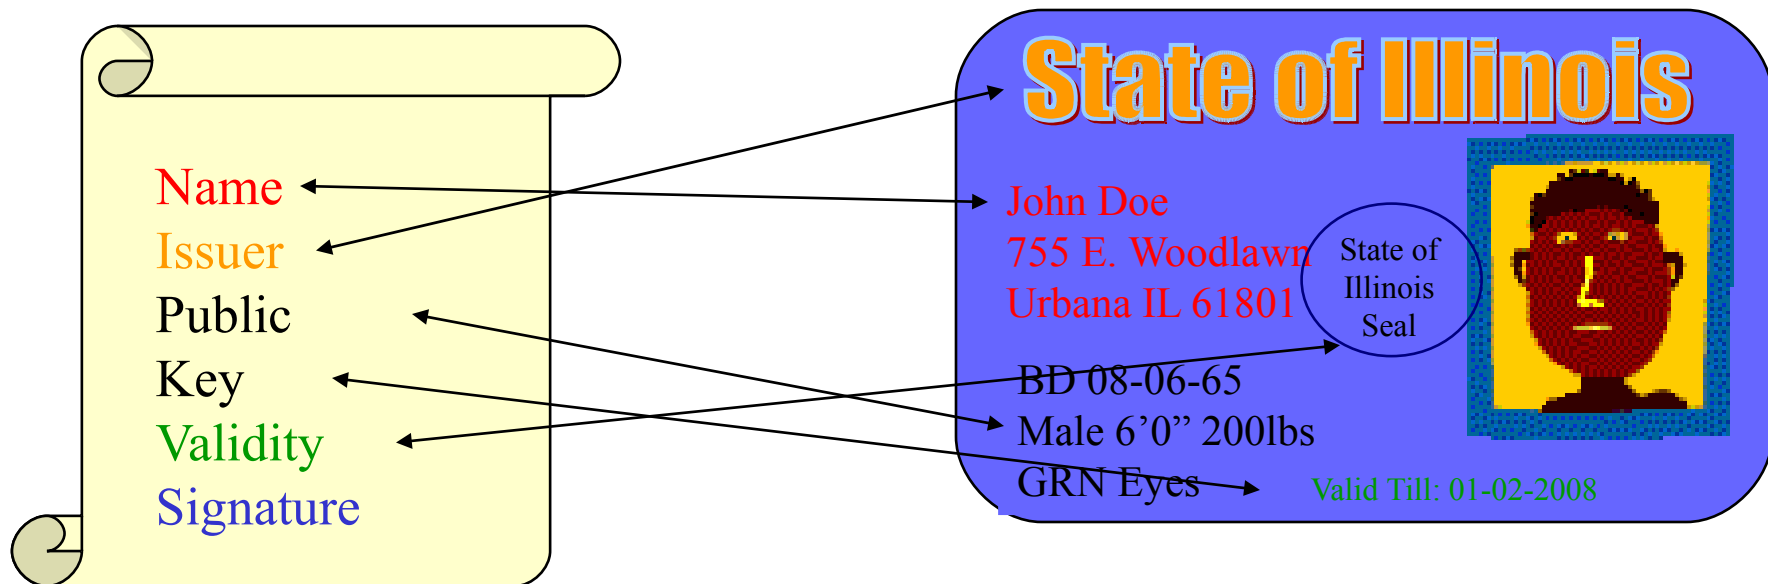 Name
Issuer
Public
Key
Validity
Signature
State of Illinois
John Doe
755 E. Woodlawn
Urbana IL 61801
State of
Illinois
Seal
BD 08-06-65
Male 6’0” 200lbs
GRN Eyes
Valid Till: 01-02-2008